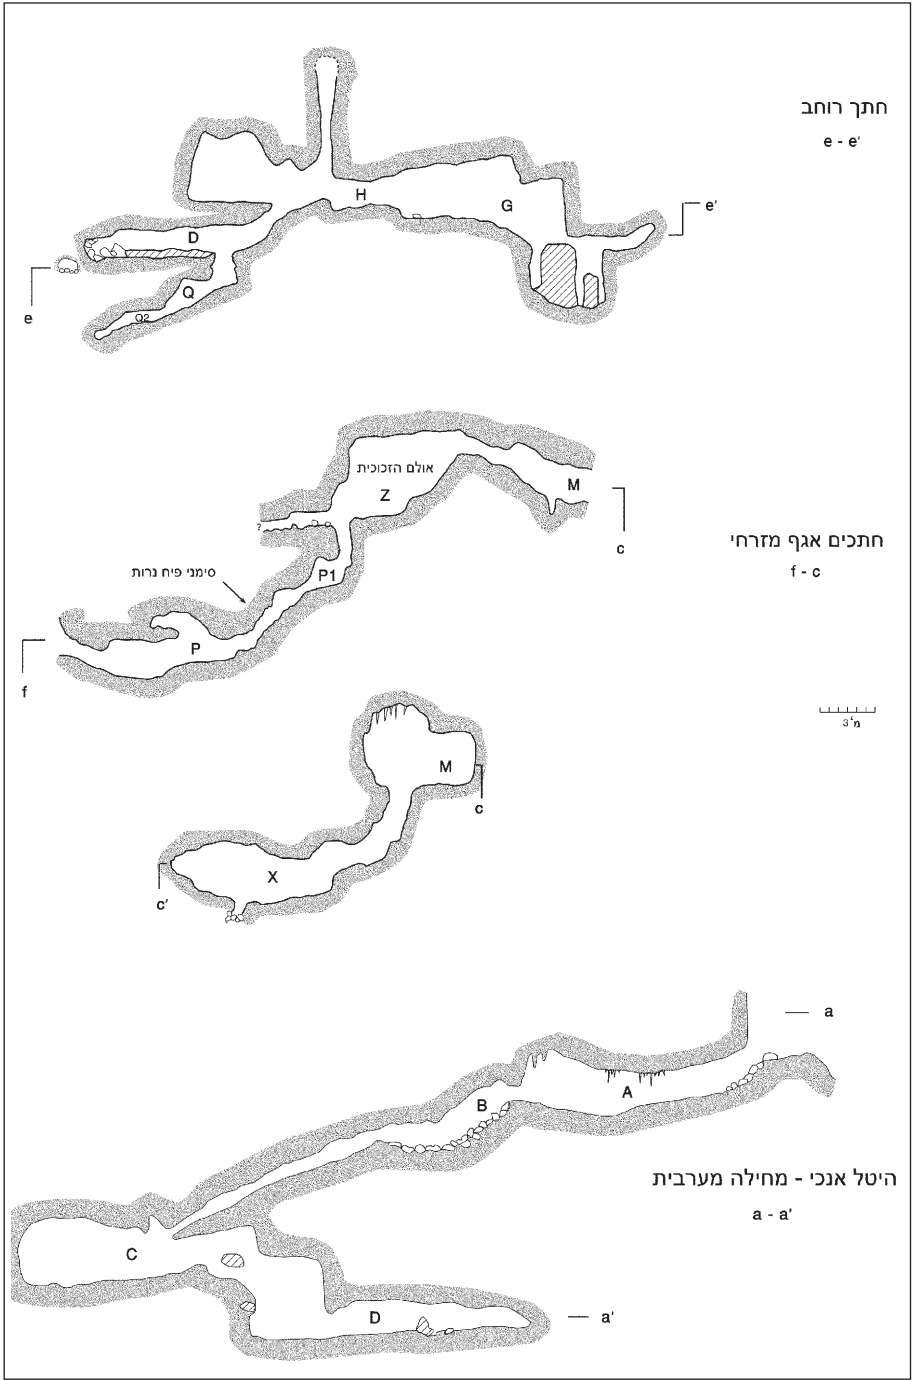 חתך רוחב
e - e'
H
G
e'
D
Q
Q2
e
אולם הזכוכית
Z
M
c
?
P1
סימני פיח נרות
P
f
חתכים אגף מזרחי
f - c
3 מ'
M
c
X
c'
a
A
B
היטל אנכי - מחילה מערבית
a - a'
C
D
a'